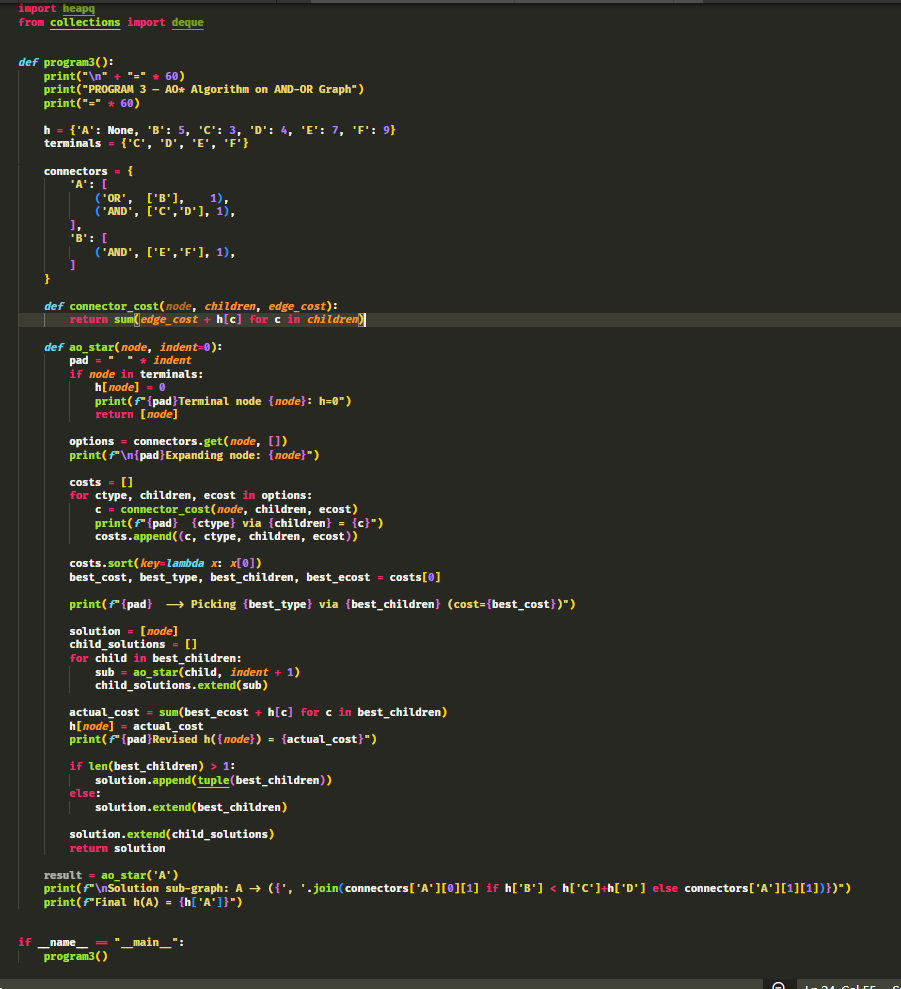 import heapq
from collections import deque
def program3():
    print("\n" + "=" * 60)
    print("PROGRAM 3 — AO* Algorithm on AND-OR Graph")
    print("=" * 60)
    h = {'A': None, 'B': 5, 'C': 3, 'D': 4, 'E': 7, 'F': 9}
    terminals = {'C', 'D', 'E', 'F'}
    connectors = {
        'A': [
            ('OR',  ['B'],    1),
            ('AND', ['C','D'], 1),
        ],
        'B': [
            ('AND', ['E','F'], 1),
        ]
    }
    def connector_cost(node, children, edge_cost):
        return sum(edge_cost + h[c] for c in children)
    def ao_star(node, indent=0):
        pad = "  " * indent
        if node in terminals:
            h[node] = 0
            print(f"{pad}Terminal node {node}: h=0")
            return [node]
        options = connectors.get(node, [])
        print(f"\n{pad}Expanding node: {node}")
        costs = []
        for ctype, children, ecost in options:
            c = connector_cost(node, children, ecost)
            print(f"{pad}  {ctype} via {children} = {c}")
            costs.append((c, ctype, children, ecost))
        costs.sort(key=lambda x: x[0])
        best_cost, best_type, best_children, best_ecost = costs[0]
        print(f"{pad}  --> Picking {best_type} via {best_children} (cost={best_cost})")
        solution = [node]
        child_solutions = []
        for child in best_children:
            sub = ao_star(child, indent + 1)
            child_solutions.extend(sub)
        actual_cost = sum(best_ecost + h[c] for c in best_children)
        h[node] = actual_cost
        print(f"{pad}Revised h({node}) = {actual_cost}")
        if len(best_children) > 1:
            solution.append(tuple(best_children))
        else:
            solution.extend(best_children)
        solution.extend(child_solutions)
        return solution
    result = ao_star('A')
    print(f"\nSolution sub-graph: A -> ({', '.join(connectors['A'][0][1] if h['B'] < h['C']+h['D'] else connectors['A'][1][1])})")
    print(f"Final h(A) = {h['A']}")
if __name__ == "__main__":
    program3()